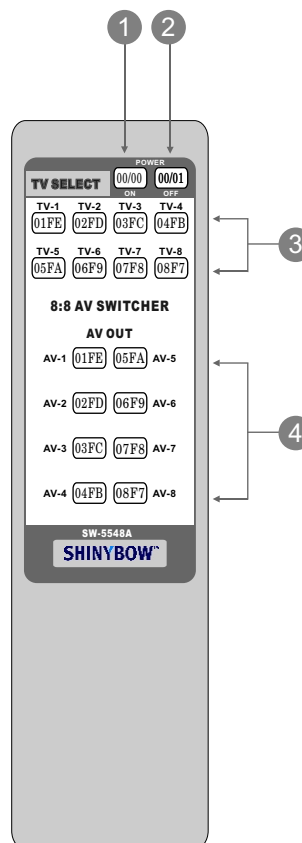 1 2
POWER
TV SELECT 00/00 00/01
ON OFF
TV-1 TV-2 TV-3 TV-4
01FE 02FD 03FC 04FB
TV-5 TV-6 TV-7 TV-8
05FA 06F9 07F8 08F7
3
8:8 AV SWITCHER
AV OUT
AV-1 01FE 05FA AV-5
AV-2 02FD 06F9 AV-6
4
AV-3 03FC 07F8 AV-7
AV-4 04FB 08F7 AV-8
SW-5548A
SHINYBOW™